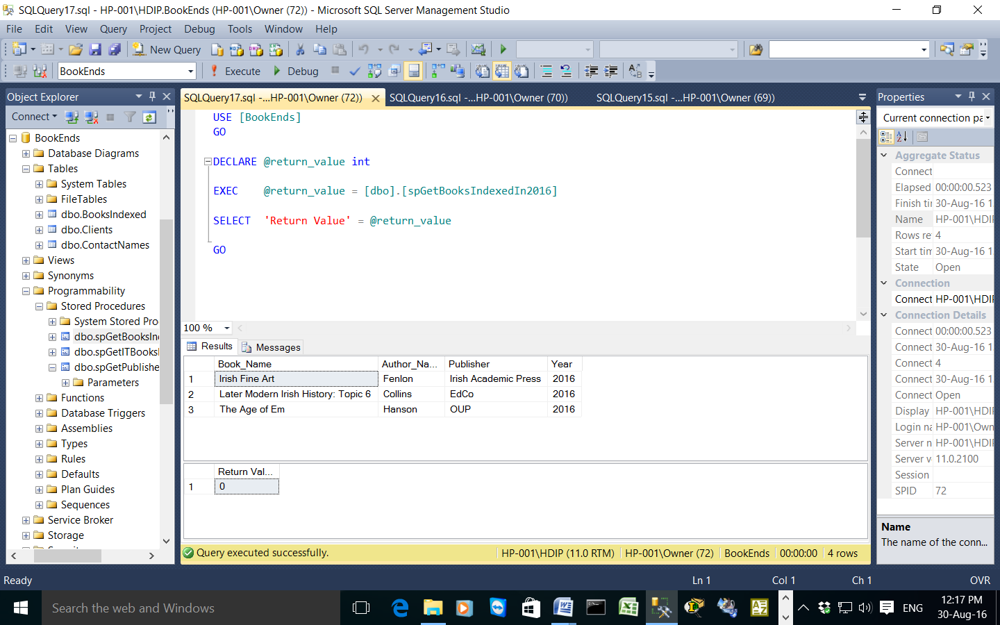 SQLQuery17.sql - HP-001\HDIP.BookEnds (HP-001\Owner (72)) - Microsoft SQL Server Management Studio
File Edit View Query Project Debug Tools Window Help
New Query
BookEnds Execute Debug
Object Explorer
Connect
BookEnds
Database Diagrams
Tables
System Tables
FileTables
dbo.BooksIndexed
dbo.Clients
dbo.ContactNames
Views
Synonyms
Programmability
Stored Procedures
System Stored Pro
dbo.spGetBooksIn
dbo.spGetITBooks
dbo.spGetPublishe
Parameters
Functions
Database Triggers
Assemblies
Types
Rules
Defaults
Plan Guides
Sequences
Service Broker
Storage
SQLQuery17.sql -...HP-001\Owner (72)) SQLQuery16.sql -...HP-001\Owner (70)) SQLQuery15.sql -...HP-001\Owner (69))
USE [BookEnds]
GO
DECLARE @return_value int
EXEC @return_value = [dbo].[spGetBooksIndexedIn2016]
SELECT 'Return Value' = @return_value
GO
100 %
Results Messages
Book_Name Author_Na... Publisher Year
1 Irish Fine Art Fenlon Irish Academic Press 2016
2 Later Modern Irish History: Topic 6 Collins EdCo 2016
3 The Age of Em Hanson OUP 2016
Return Val...
1 0
Query executed successfully. HP-001\HDIP (11.0 RTM) HP-001\Owner (72) BookEnds 00:00:00 4 rows
Properties
Current connection pa
Aggregate Status
Connect
Elapsed 00:00:00.523
Finish tir 30-Aug-16 1
Name HP-001\HDI
Rows re 4
Start tim 30-Aug-16 1
State Open
Connection
Connect HP-001\HDI
Connection Details
Connect 00:00:00.523
Connect 30-Aug-16 1
Connect 4
Connect 30-Aug-16 1
Connect Open
Display HP-001\HDI
Login na HP-001\Own
Server n HP-001\HDI
Server v 11.0.2100
Session
SPID 72
Name
The name of the conn...
Ready Ln 1 Col 1 Ch 1 OVR
Search the web and Windows
ENG
12:17 PM
30-Aug-16